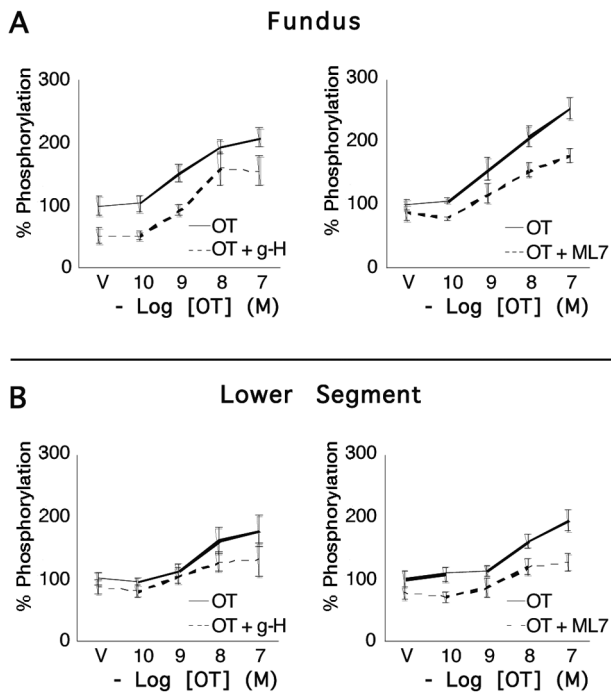 A
Fundus
% Phosphorylation
300
200
100
0
OT
OT + g-H
V 10 9 8 7
- Log [OT] (M)
% Phosphorylation
300
200
100
0
OT
OT + ML7
V 10 9 8 7
- Log [OT] (M)
B
Lower Segment
% Phosphorylation
300
200
100
0
OT
OT + g-H
V 10 9 8 7
- Log [OT] (M)
% Phosphorylation
300
200
100
0
OT
OT + ML7
V 10 9 8 7
- Log [OT] (M)